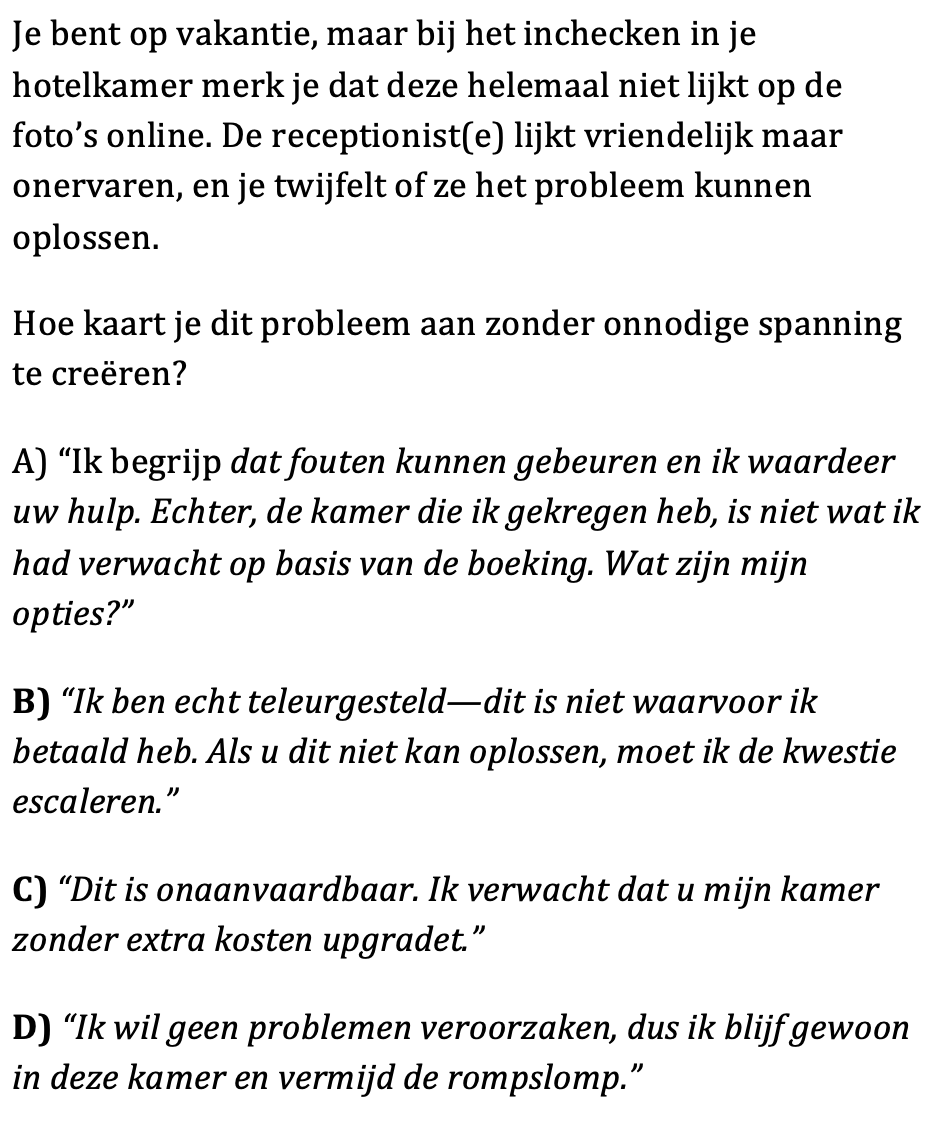 Je bent op vakantie, maar bij het inchecken in je
hotelkamer merk je dat deze helemaal niet lijkt op de
foto’s online. De receptionist(e) lijkt vriendelijk maar
onervaren, en je twijfelt of ze het probleem kunnen
oplossen.
Hoe kaart je dit probleem aan zonder onnodige spanning
te creëren?
A) “Ik begrijp dat fouten kunnen gebeuren en ik waardeer
uw hulp. Echter, de kamer die ik gekregen heb, is niet wat ik
had verwacht op basis van de boeking. Wat zijn mijn
opties?”
B) “Ik ben echt teleurgesteld—dit is niet waarvoor ik
betaald heb. Als u dit niet kan oplossen, moet ik de kwestie
escaleren.”
C) “Dit is onaanvaardbaar. Ik verwacht dat u mijn kamer
zonder extra kosten upgradet.”
D) “Ik wil geen problemen veroorzaken, dus ik blijf gewoon
in deze kamer en vermijd de rompslomp.”